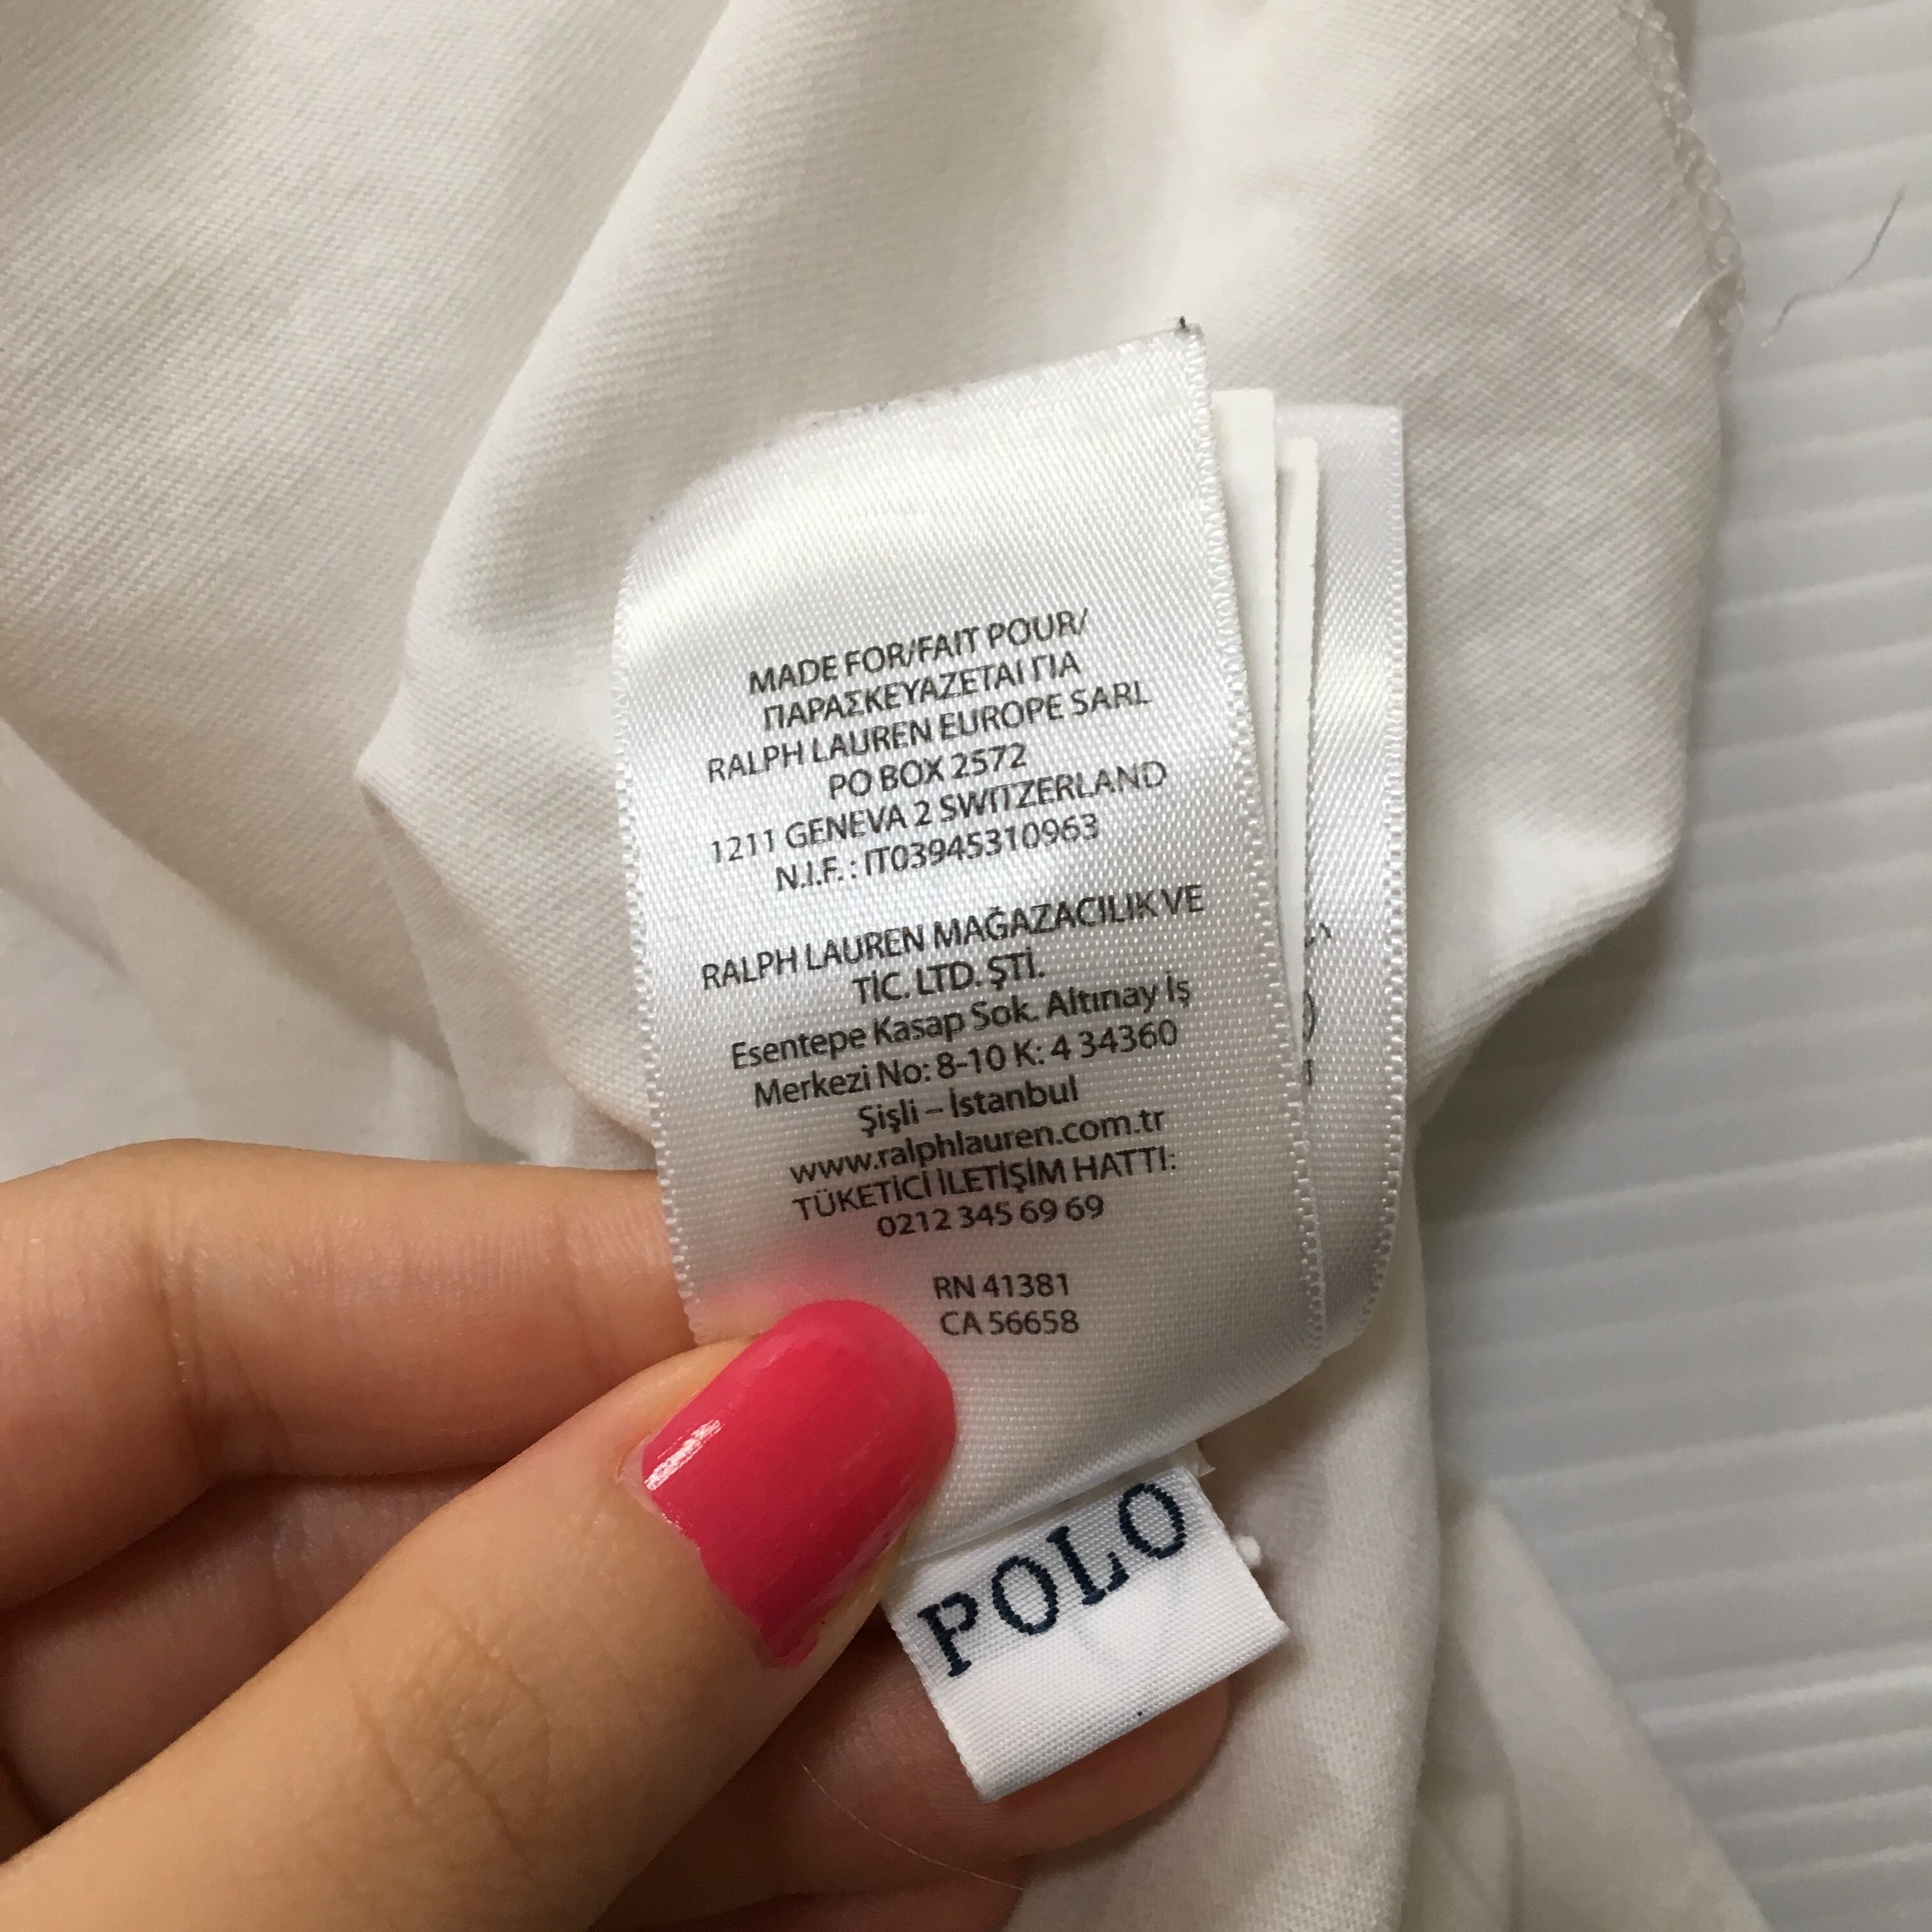 MADE FOR/FAIT POUR/
ΠΑΡΑΣΚΕΥΑΖΕΤΑΙ ΓΙΑ
RALPH LAUREN EUROPE SARL
PO BOX 2572
1211 GENEVA 2 SWITZERLAND
N.I.F. : IT03945310963
RALPH LAUREN MAĞAZACILIK VE
TİC. LTD. ŞTİ.
Esentepe Kasap Sok. Altınay İş
Merkezi No: 8-10 K: 4 34360
Şişli – İstanbul
www.ralphlauren.com.tr
TÜKETİCİ İLETİŞİM HATTI:
0212 345 69 69
RN 41381
CA 56658
POLO